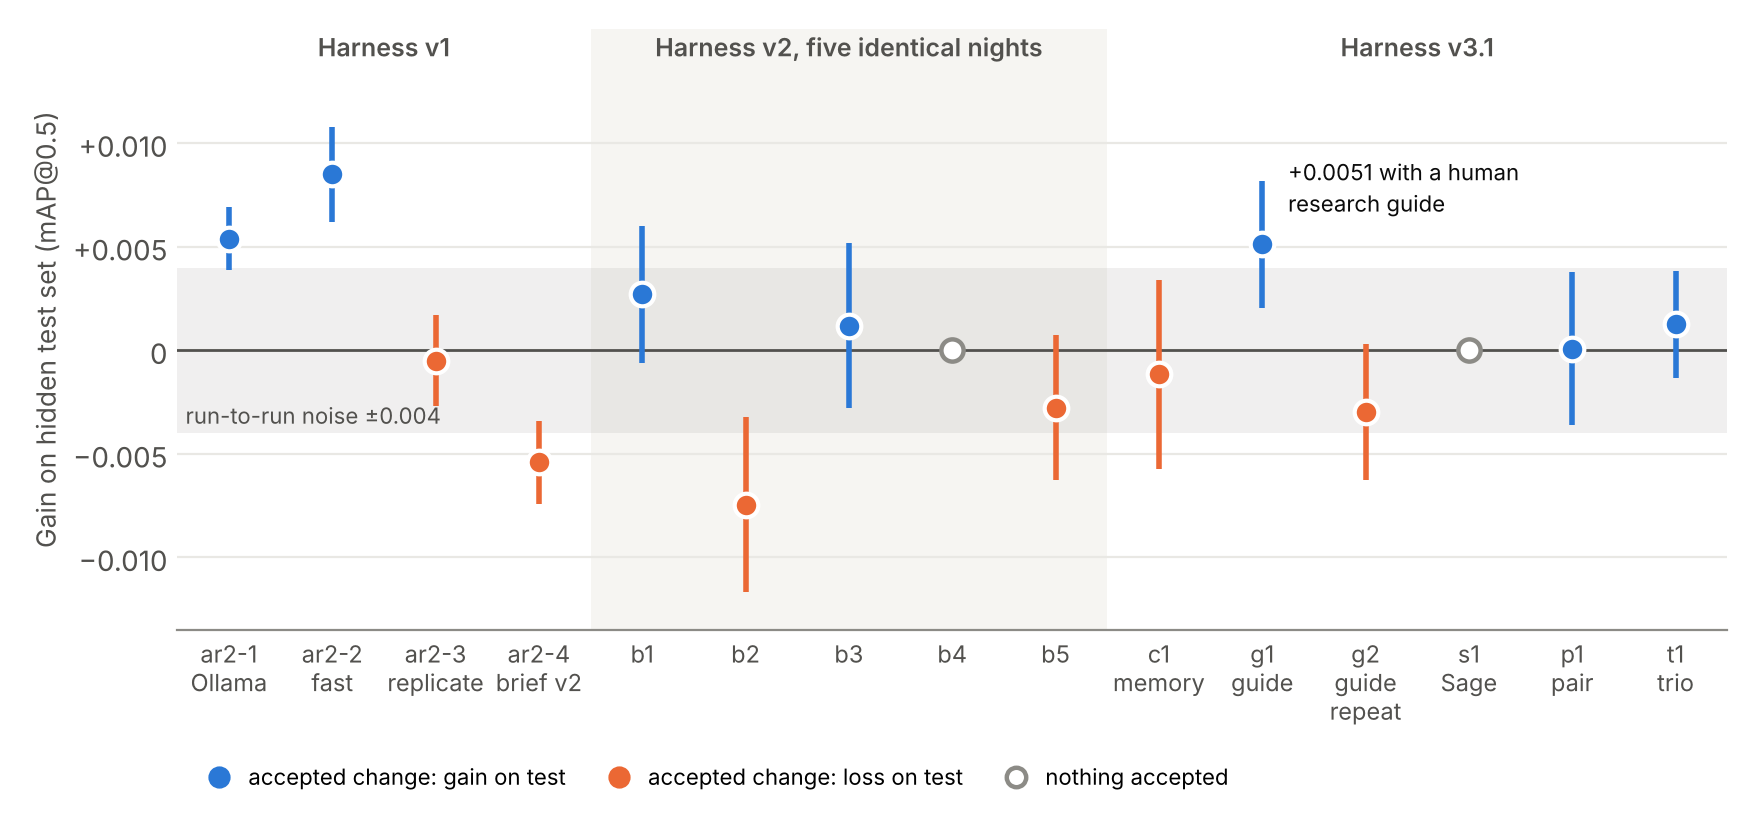 Harness v1
Harness v2, five identical nights
Harness v3.1
Gain on hidden test set (mAP@0.5)
+0.010
+0.005
0
−0.005
−0.010
+0.0051 with a human
research guide
run-to-run noise ±0.004
ar2-1
Ollama
ar2-2
fast
ar2-3
replicate
ar2-4
brief v2
b1
b2
b3
b4
b5
c1
memory
g1
guide
g2
guide
repeat
s1
Sage
p1
pair
t1
trio
accepted change: gain on test
accepted change: loss on test
nothing accepted